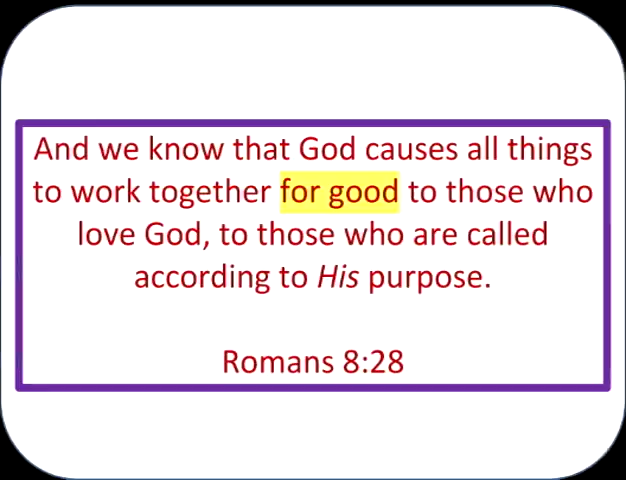 And we know that God causes all things
to work together for good to those who
love God, to those who are called
according to His purpose.
Romans 8:28